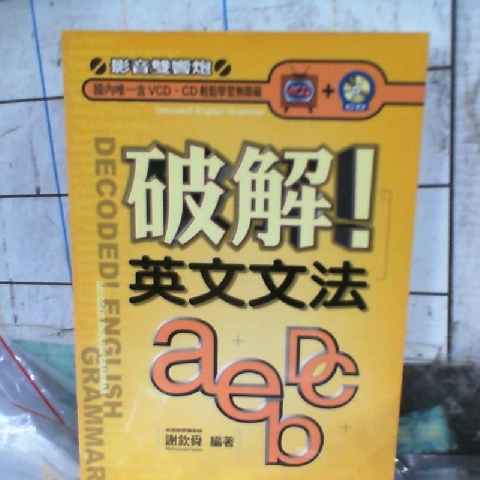 影音雙響炮
國內唯一含VCD、CD輕鬆學習無障礙
VCD + CD
Decoded! English Grammar
破解!
英文文法
DECODED! ENGLISH GRAMMAR
a e b D c
謝欽舜 編著